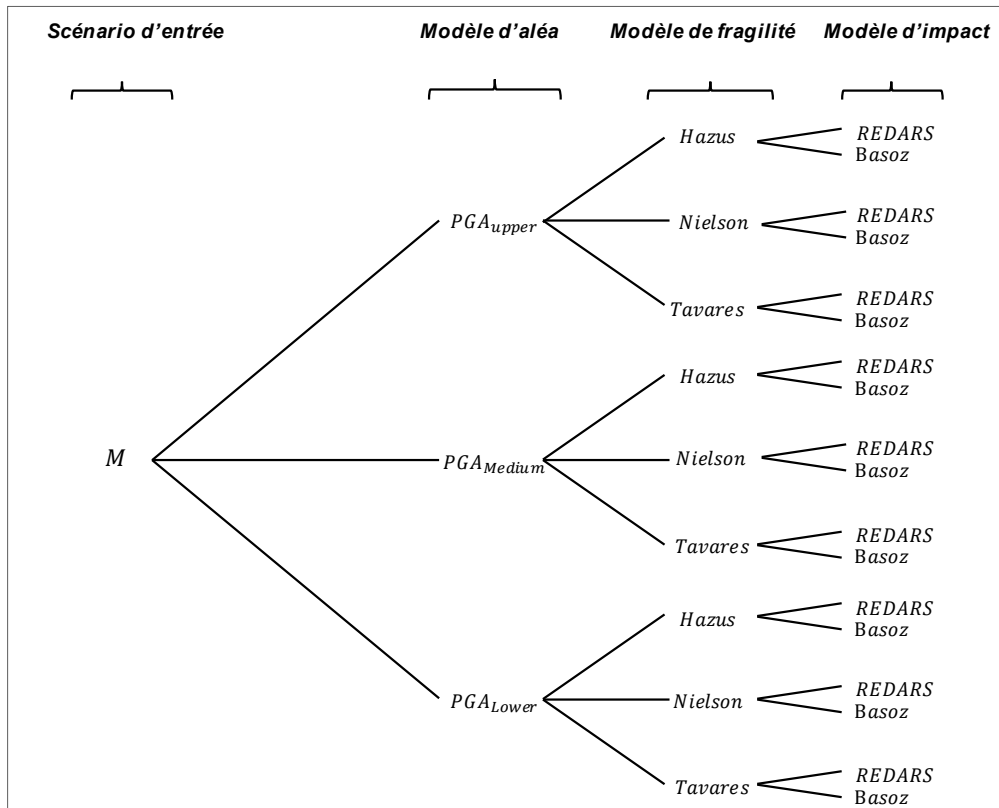 Scénario d'entrée Modèle d'aléa Modèle de fragilité Modèle d'impact
Hazus REDARS
Basoz
PGA_upper Nielson REDARS
Basoz
Tavares REDARS
Basoz
Hazus REDARS
Basoz
M PGA_Medium Nielson REDARS
Basoz
Tavares REDARS
Basoz
Hazus REDARS
Basoz
PGA_Lower Nielson REDARS
Basoz
Tavares REDARS
Basoz